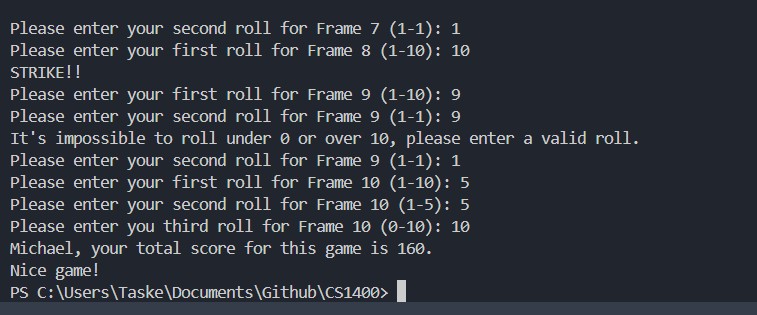 Please enter your second roll for Frame 7 (1-1): 1
Please enter your first roll for Frame 8 (1-10): 10
STRIKE!!
Please enter your first roll for Frame 9 (1-10): 9
Please enter your second roll for Frame 9 (1-1): 9
It's impossible to roll under 0 or over 10, please enter a valid roll.
Please enter your second roll for Frame 9 (1-1): 1
Please enter your first roll for Frame 10 (1-10): 5
Please enter your second roll for Frame 10 (1-5): 5
Please enter you third roll for Frame 10 (0-10): 10
Michael, your total score for this game is 160.
Nice game!
PS C:\Users\Taske\Documents\Github\CS1400>